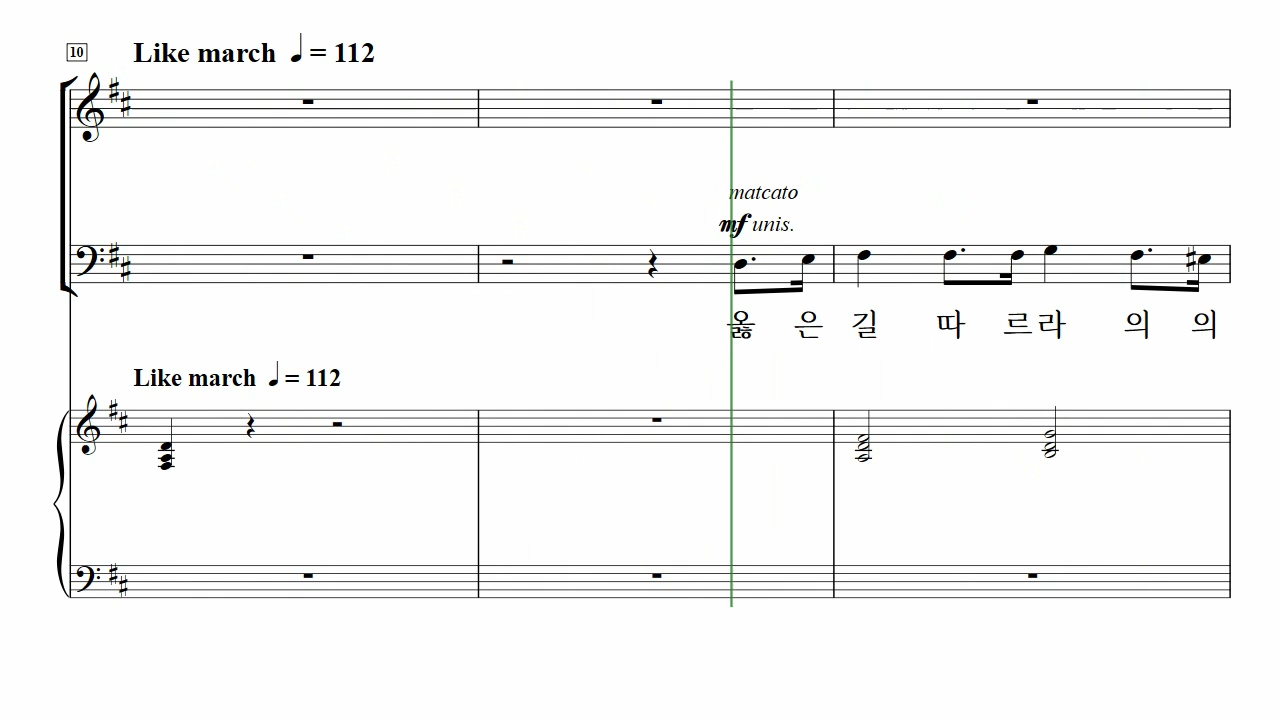 10 Like march ♩= 112
matcato
mf unis.
옳 은 길 따 르 라 의 의
Like march ♩= 112